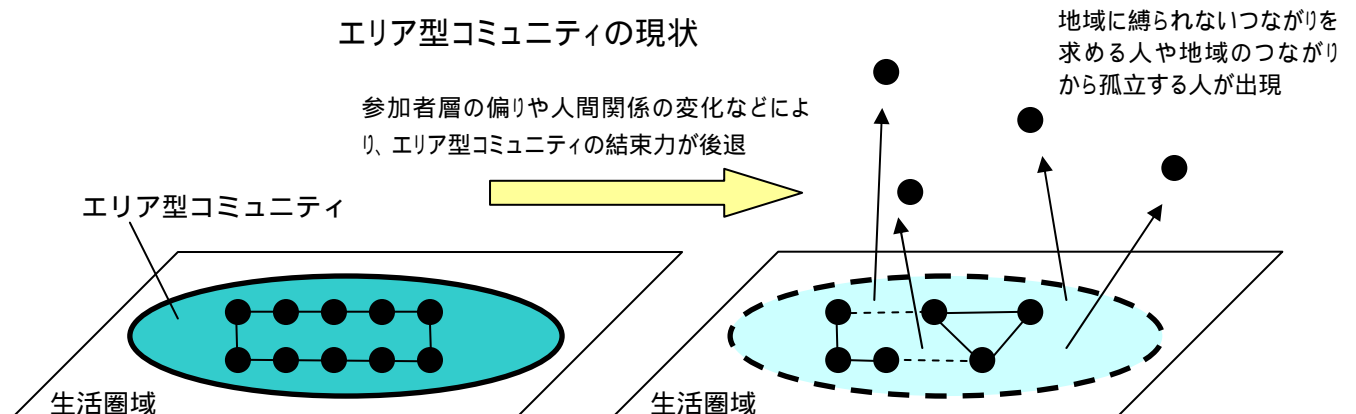 エリア型コミュニティの現状
地域に縛られないつながりを
求める人や地域のつながり
から孤立する人が出現
参加者層の偏りや人間関係の変化などによ
り、エリア型コミュニティの結束力が後退
エリア型コミュニティ
生活圏域
生活圏域